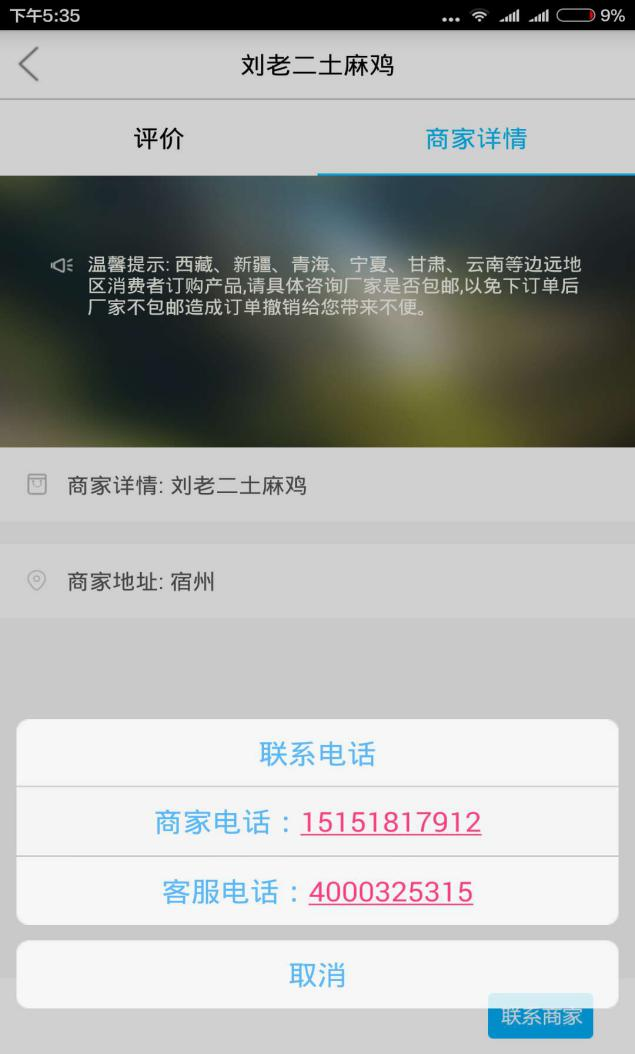 下午5:35
9%
刘老二土麻鸡
评价
商家详情
温馨提示: 西藏、新疆、青海、宁夏、甘肃、云南等边远地
区消费者订购产品,请具体咨询厂家是否包邮,以免下订单后
厂家不包邮造成订单撤销给您带来不便。
商家详情: 刘老二土麻鸡
商家地址: 宿州
联系电话
商家电话：15151817912
客服电话：4000325315
取消
联系商家